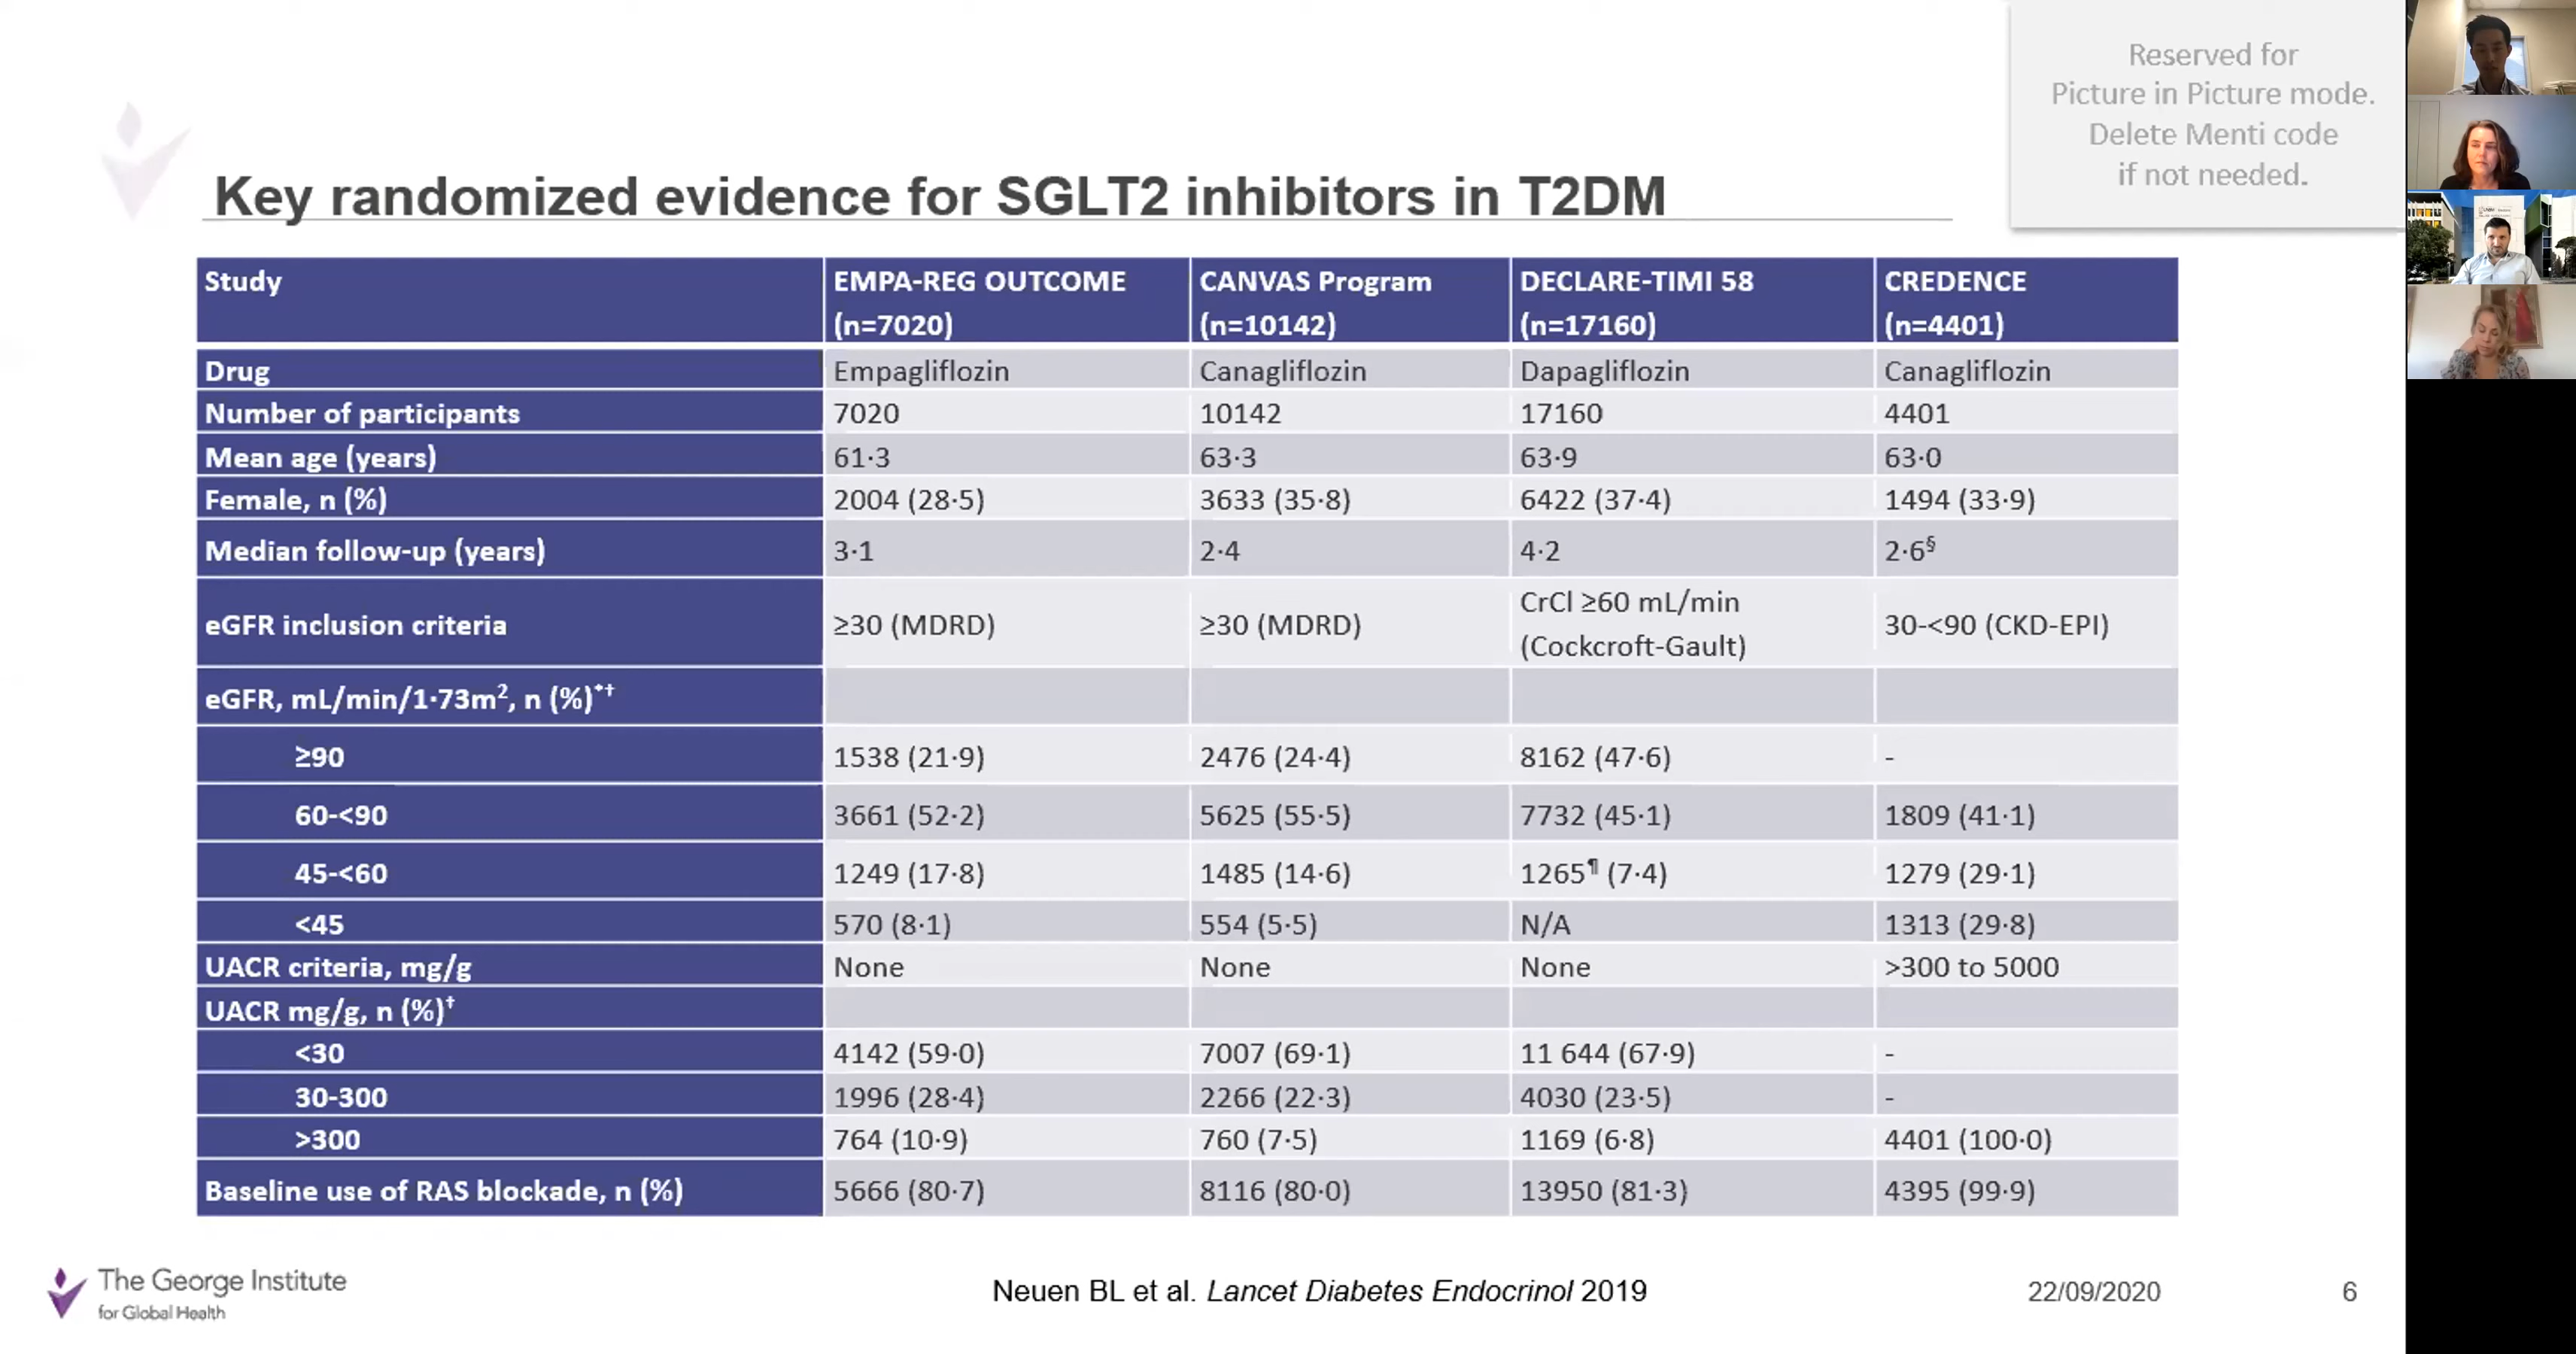 Reserved for
Picture in Picture mode.
Delete Menti code
if not needed.
Key randomized evidence for SGLT2 inhibitors in T2DM
Study EMPA-REG OUTCOME (n=7020) CANVAS Program (n=10142) DECLARE-TIMI 58 (n=17160) CREDENCE (n=4401)
Drug Empagliflozin Canagliflozin Dapagliflozin Canagliflozin
Number of participants 7020 10142 17160 4401
Mean age (years) 61·3 63·3 63·9 63·0
Female, n (%) 2004 (28·5) 3633 (35·8) 6422 (37·4) 1494 (33·9)
Median follow-up (years) 3·1 2·4 4·2 2·6§
eGFR inclusion criteria ≥30 (MDRD) ≥30 (MDRD) CrCl ≥60 mL/min (Cockcroft-Gault) 30-<90 (CKD-EPI)
eGFR, mL/min/1·73m², n (%)*†
≥90 1538 (21·9) 2476 (24·4) 8162 (47·6) -
60-<90 3661 (52·2) 5625 (55·5) 7732 (45·1) 1809 (41·1)
45-<60 1249 (17·8) 1485 (14·6) 1265¶ (7·4) 1279 (29·1)
<45 570 (8·1) 554 (5·5) N/A 1313 (29·8)
UACR criteria, mg/g None None None >300 to 5000
UACR mg/g, n (%)†
<30 4142 (59·0) 7007 (69·1) 11 644 (67·9) -
30-300 1996 (28·4) 2266 (22·3) 4030 (23·5) -
>300 764 (10·9) 760 (7·5) 1169 (6·8) 4401 (100·0)
Baseline use of RAS blockade, n (%) 5666 (80·7) 8116 (80·0) 13950 (81·3) 4395 (99·9)
The George Institute
for Global Health
Neuen BL et al. Lancet Diabetes Endocrinol 2019
22/09/2020
6